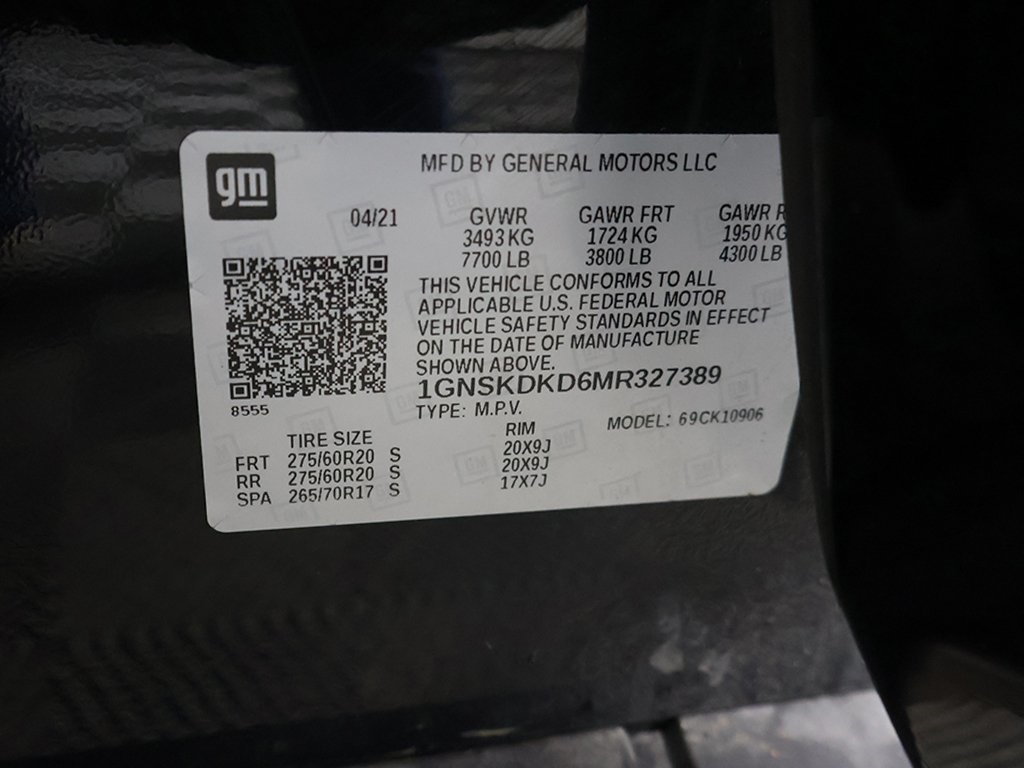 gm
MFD BY GENERAL MOTORS LLC
04/21
GVWR GAWR FRT GAWR R
3493 KG 1724 KG 1950 KG
7700 LB 3800 LB 4300 LB
THIS VEHICLE CONFORMS TO ALL
APPLICABLE U.S. FEDERAL MOTOR
VEHICLE SAFETY STANDARDS IN EFFECT
ON THE DATE OF MANUFACTURE
SHOWN ABOVE.
1GNSKDKD6MR327389
8555
TYPE: M.P.V. MODEL: 69CK10906
TIRE SIZE RIM
FRT 275/60R20 S 20X9J
RR 275/60R20 S 20X9J
SPA 265/70R17 S 17X7J